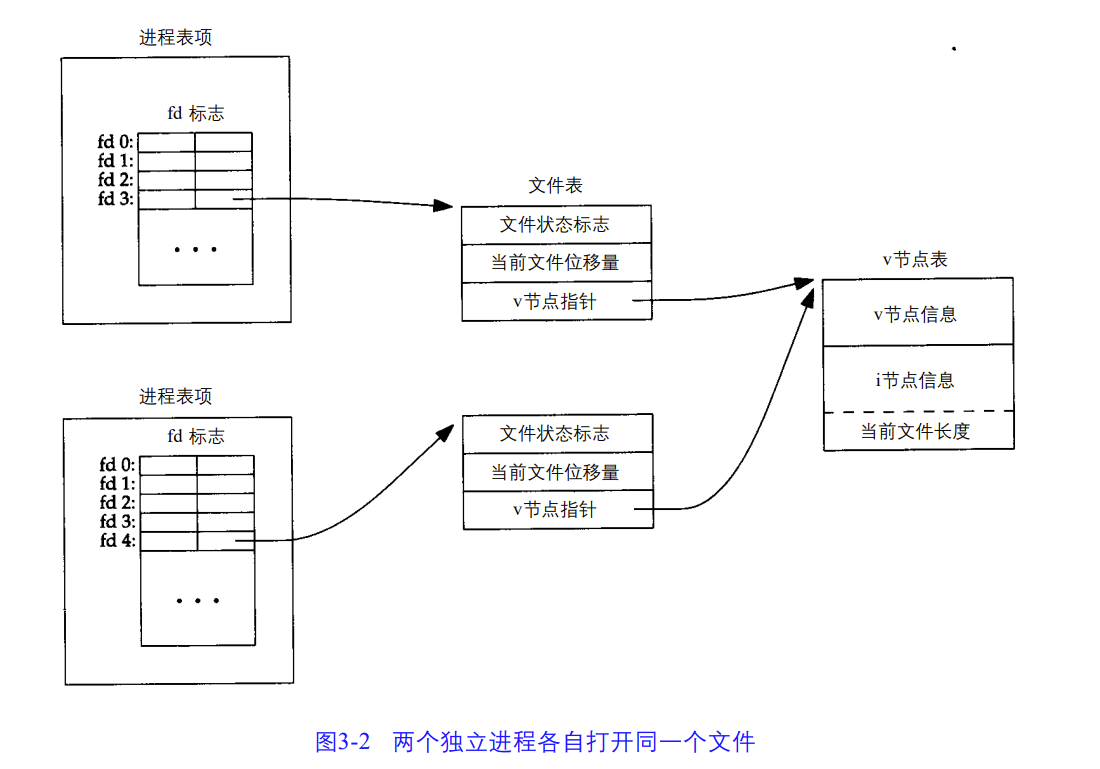 进程表项
fd 标志
fd 0:
fd 1:
fd 2:
fd 3:
• • •
文件表
文件状态标志
当前文件位移量
v节点指针
v节点表
v节点信息
i节点信息
当前文件长度
进程表项
fd 标志
fd 0:
fd 1:
fd 2:
fd 3:
fd 4:
• • •
文件状态标志
当前文件位移量
v节点指针
图3-2 两个独立进程各自打开同一个文件